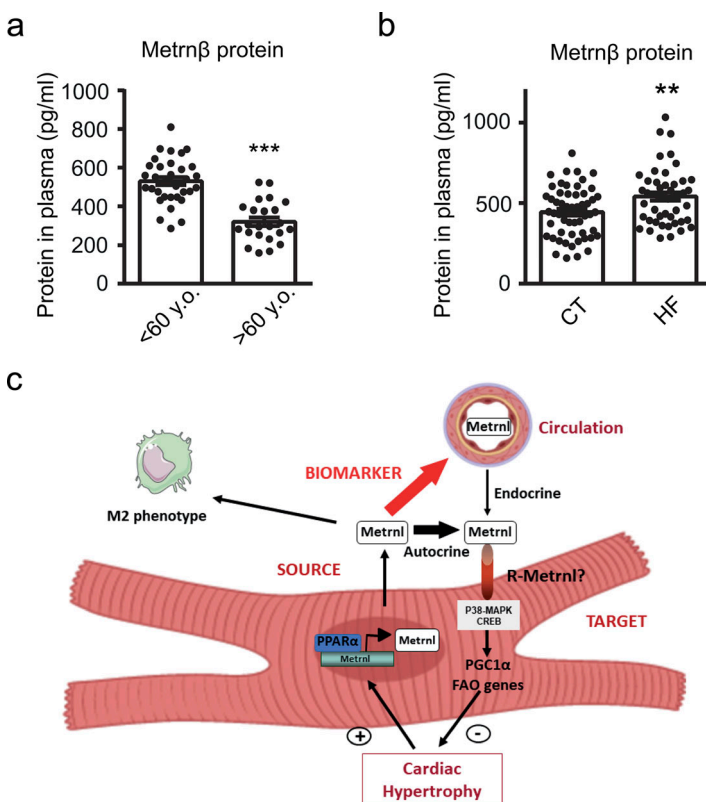 a
Metrnβ protein
Protein in plasma (pg/ml)
1000
800
600
400
200
0
***
<60 y.o.
>60 y.o.
b
Metrnβ protein
Protein in plasma (pg/ml)
1000
500
0
**
CT
HF
c
Metrnl
Circulation
BIOMARKER
Endocrine
M2 phenotype
Metrnl
Autocrine
Metrnl
SOURCE
R-Metrnl?
P38-MAPK
CREB
TARGET
PPARα
Metrnl
Metrnl
PGC1α
FAO genes
+
-
Cardiac
Hypertrophy